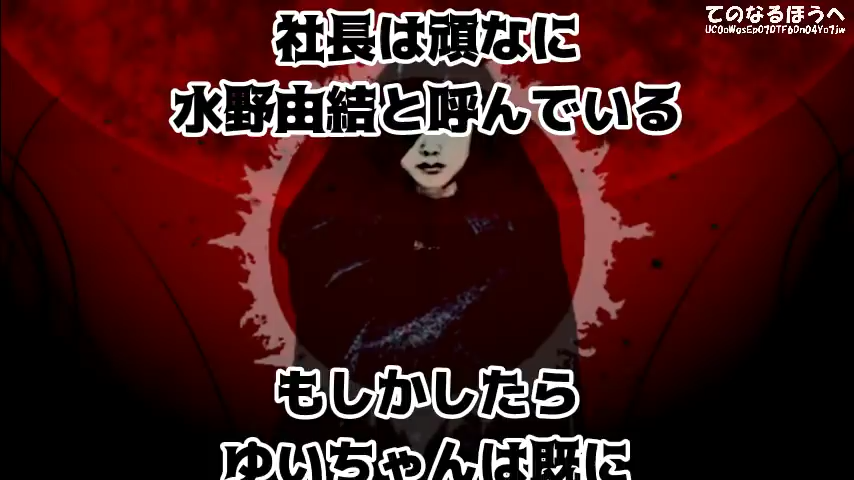 てのなるほうへ
社長は頑なに
水野由結と呼んでいる
もしかしたら
ゆいちゃんは既に